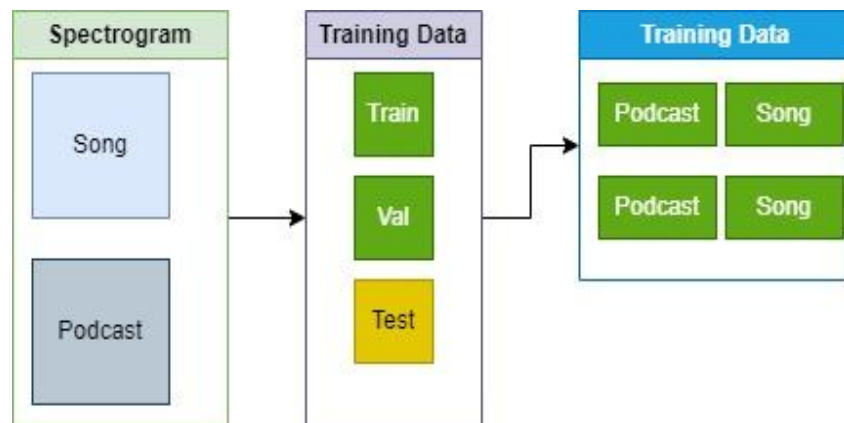 Spectrogram
Song
Podcast
Training Data
Train
Val
Test
Training Data
Podcast Song
Podcast Song